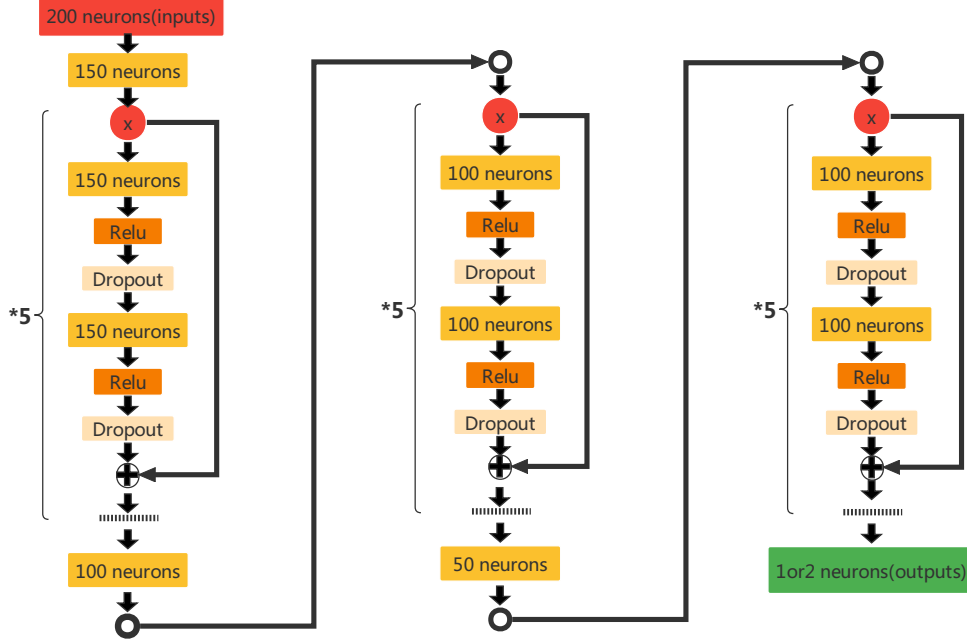 200 neurons(inputs)
150 neurons
x
150 neurons
Relu
Dropout
*5
150 neurons
Relu
Dropout
100 neurons
x
100 neurons
Relu
Dropout
*5
100 neurons
Relu
Dropout
50 neurons
x
100 neurons
Relu
Dropout
*5
100 neurons
Relu
Dropout
1or2 neurons(outputs)